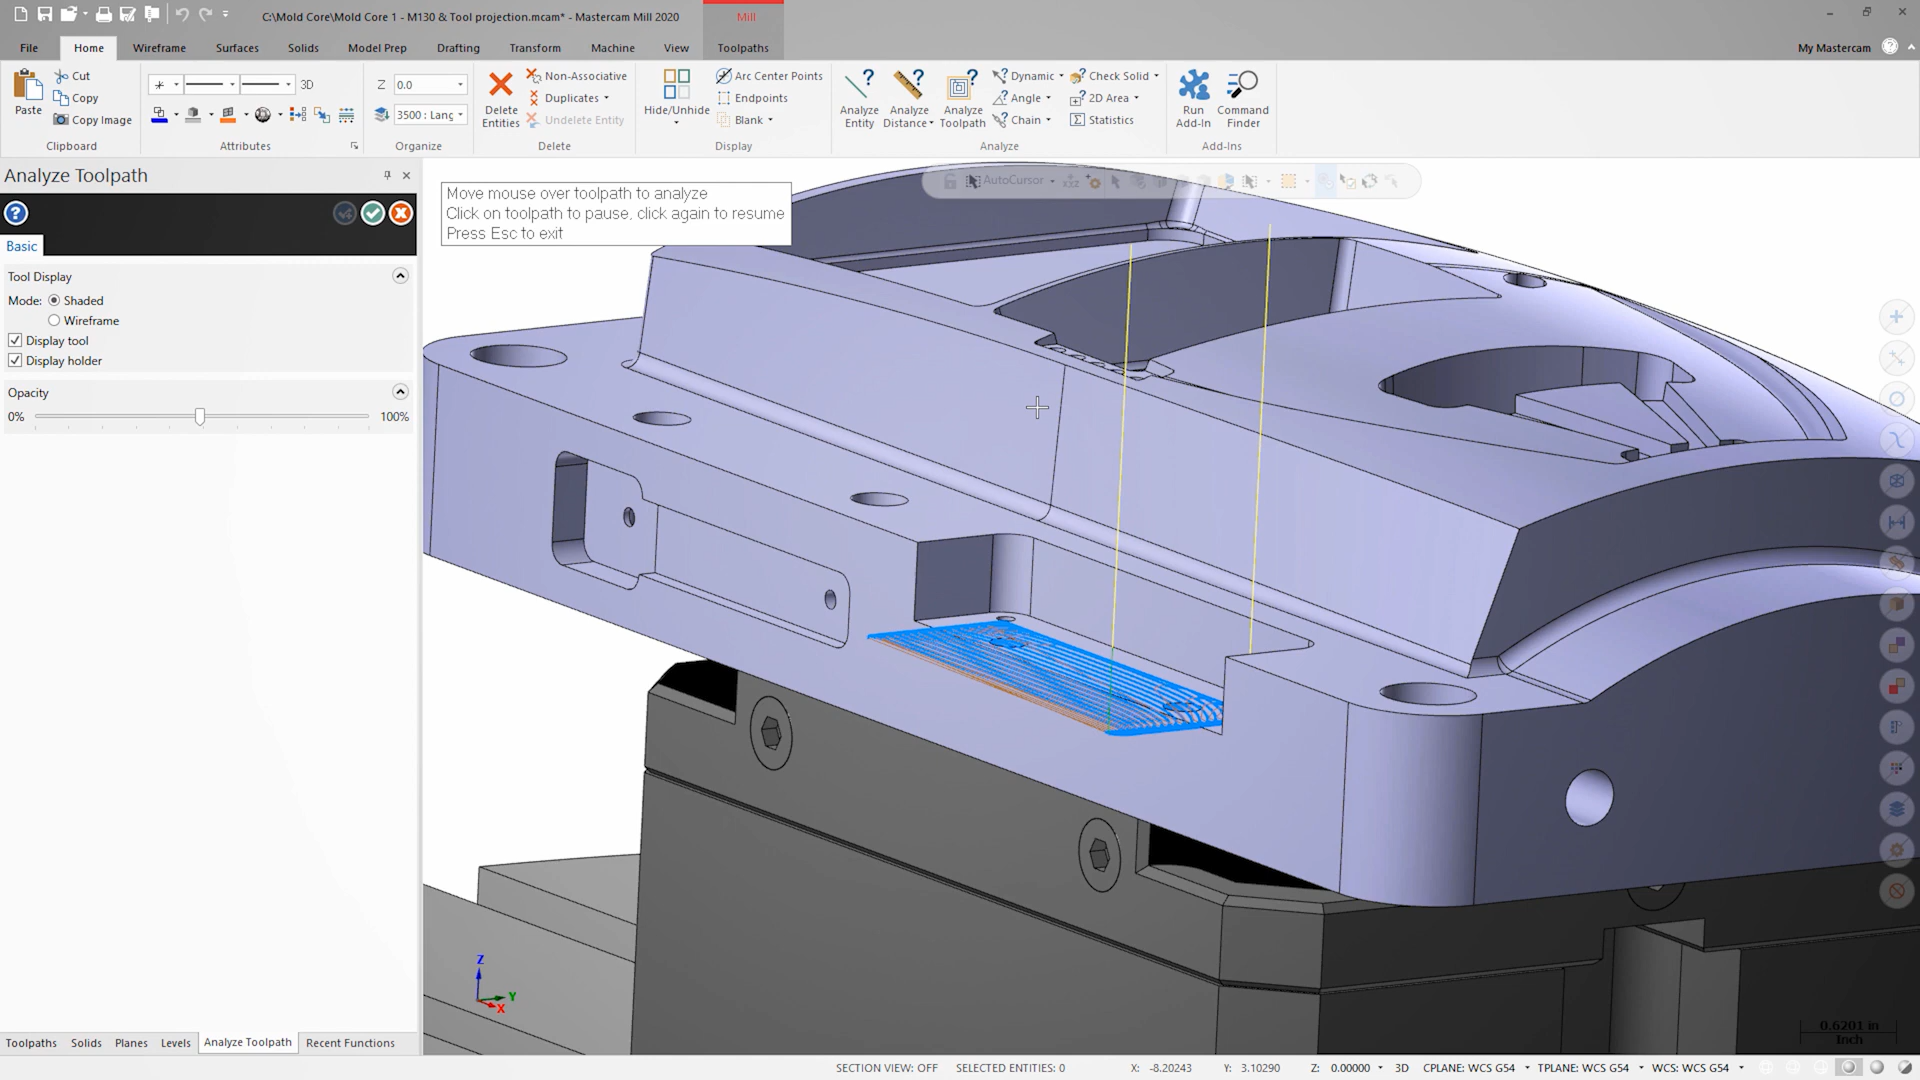 C:\Mold Core\Mold Core 1 - M130 & Tool projection.mcam* - Mastercam Mill 2020
Mill
File
Home
Wireframe
Surfaces
Solids
Model Prep
Drafting
Transform
Machine
View
Toolpaths
My Mastercam
Paste
Cut
Copy
Copy Image
Clipboard
3D
Attributes
Z
0.0
3500 : Lang
Organize
Delete
Entities
Non-Associative
Duplicates
Undelete Entity
Delete
Hide/Unhide
Arc Center Points
Endpoints
Blank
Display
Analyze
Entity
Analyze
Distance
Analyze
Toolpath
Dynamic
Angle
Chain
Check Solid
2D Area
Statistics
Analyze
Run
Add-In
Command
Finder
Add-Ins
Analyze Toolpath
Basic
Tool Display
Mode:
Shaded
Wireframe
Display tool
Display holder
Opacity
0%
100%
Move mouse over toolpath to analyze
Click on toolpath to pause, click again to resume
Press Esc to exit
AutoCursor
Z
Y
X
0.6201 in
Inch
Toolpaths
Solids
Planes
Levels
Analyze Toolpath
Recent Functions
SECTION VIEW: OFF
SELECTED ENTITIES: 0
X: -8.20243
Y: 3.10290
Z: 0.00000
3D
CPLANE: WCS G54
TPLANE: WCS G54
WCS: WCS G54